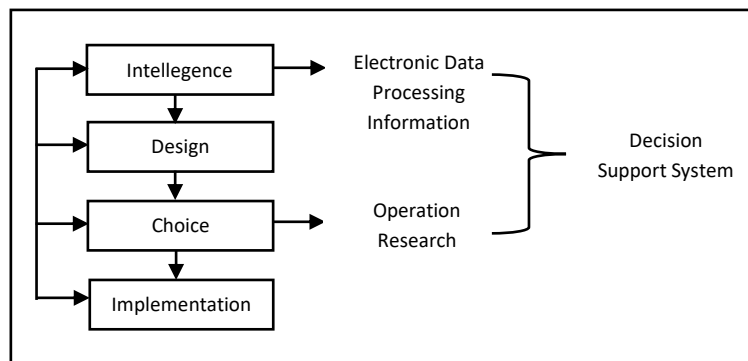 Intellegence
Electronic Data
Processing
Information
Design
Decision
Support System
Choice
Operation
Research
Implementation